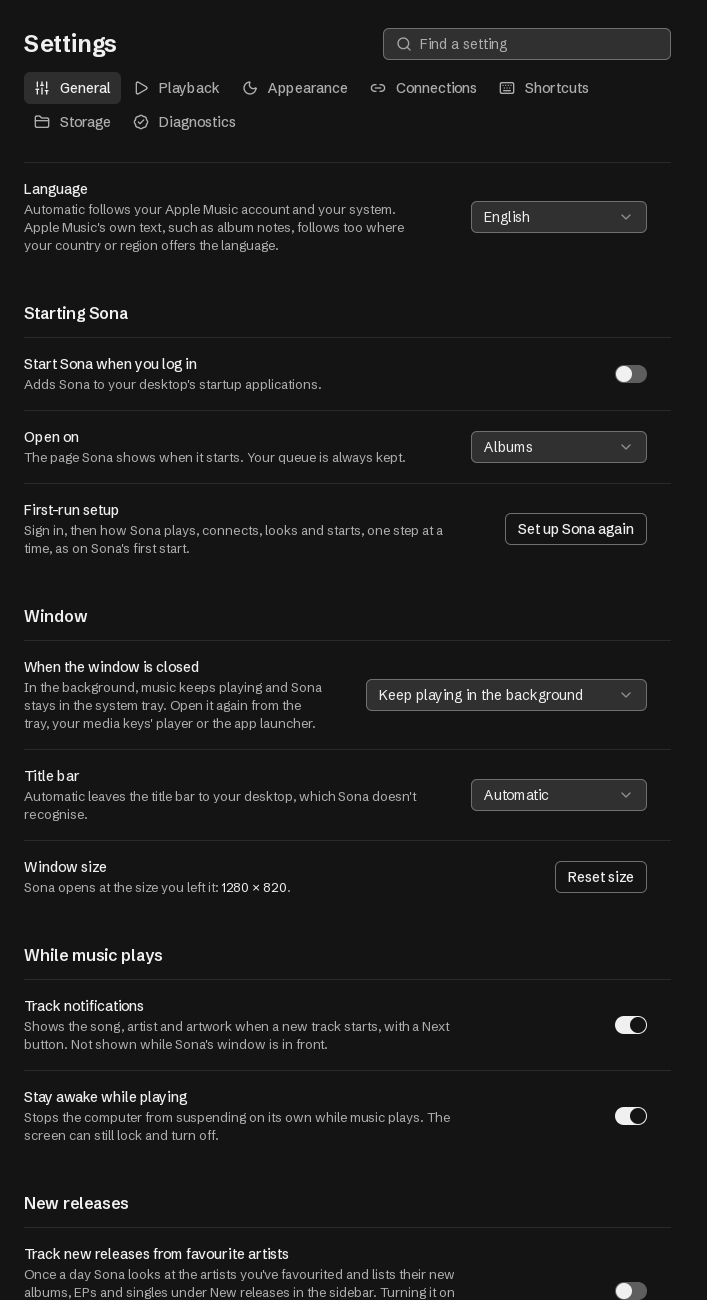 Settings
Find a setting
General
Playback
Appearance
Connections
Shortcuts
Storage
Diagnostics
Language
Automatic follows your Apple Music account and your system.
Apple Music's own text, such as album notes, follows too where
your country or region offers the language.
English
Starting Sona
Start Sona when you log in
Adds Sona to your desktop's startup applications.
Open on
The page Sona shows when it starts. Your queue is always kept.
Albums
First-run setup
Sign in, then how Sona plays, connects, looks and starts, one step at a
time, as on Sona's first start.
Set up Sona again
Window
When the window is closed
In the background, music keeps playing and Sona
stays in the system tray. Open it again from the
tray, your media keys' player or the app launcher.
Keep playing in the background
Title bar
Automatic leaves the title bar to your desktop, which Sona doesn't
recognise.
Automatic
Window size
Sona opens at the size you left it: 1280 × 820.
Reset size
While music plays
Track notifications
Shows the song, artist and artwork when a new track starts, with a Next
button. Not shown while Sona's window is in front.
Stay awake while playing
Stops the computer from suspending on its own while music plays. The
screen can still lock and turn off.
New releases
Track new releases from favourite artists
Once a day Sona looks at the artists you've favourited and lists their new
albums, EPs and singles under New releases in the sidebar. Turning it on